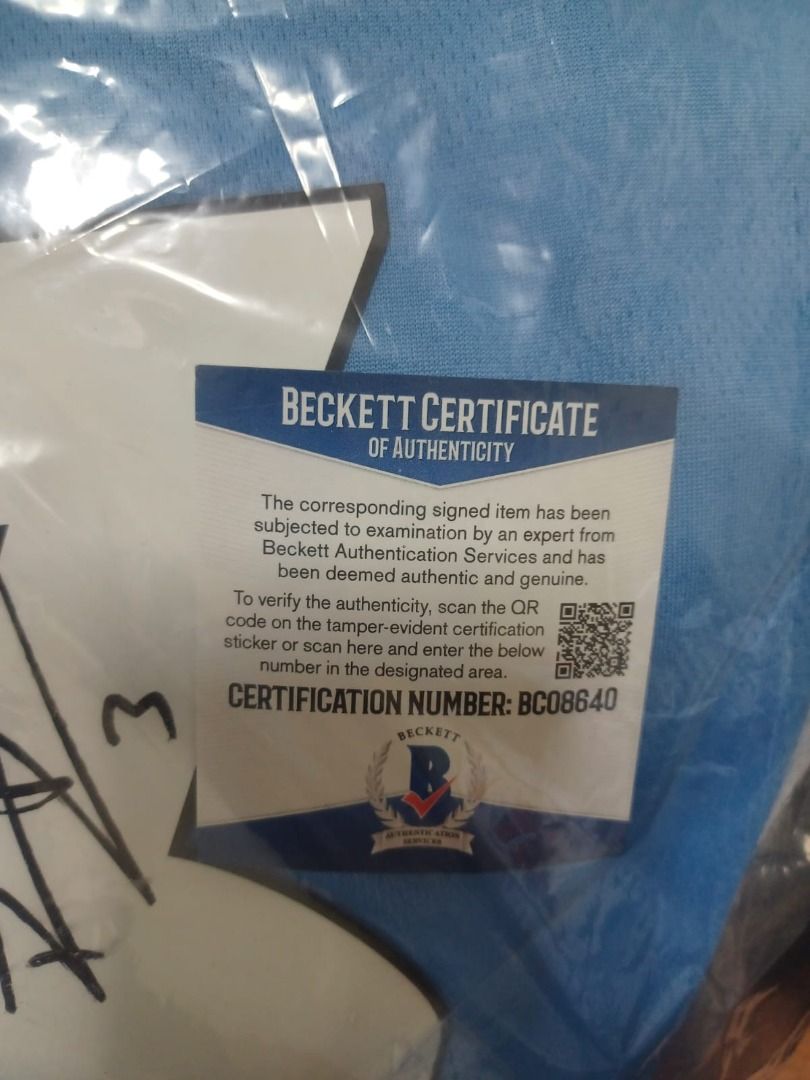 BECKETT CERTIFICATE
OF AUTHENTICITY
The corresponding signed item has been
subjected to examination by an expert from
Beckett Authentication Services and has
been deemed authentic and genuine.
To verify the authenticity, scan the QR
code on the tamper-evident certification
sticker or scan here and enter the below
number in the designated area.
CERTIFICATION NUMBER: BC08640
3
BECKETT
B
AUTHENTICATION
SERVICES